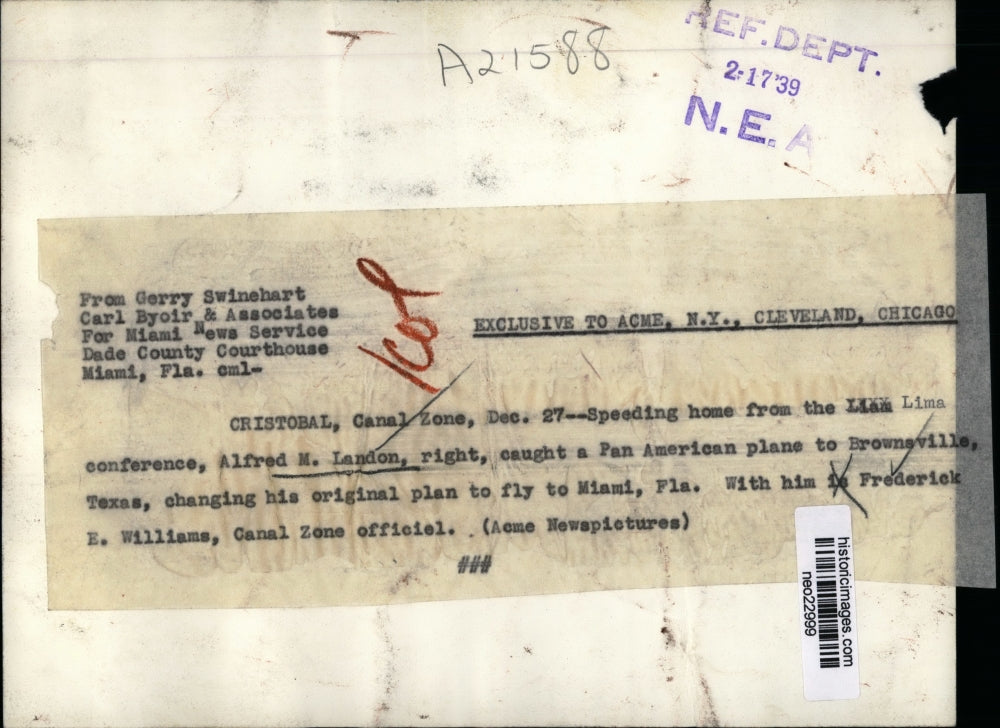 A21588
REF.DEPT.
2-17'39
N.E.A
From Gerry Swinehart
Carl Byoir & Associates
For Miami News Service
Dade County Courthouse
Miami, Fla. cml-
EXCLUSIVE TO ACME, N.Y., CLEVELAND, CHICAGO
CRISTOBAL, Canal Zone, Dec. 27--Speeding home from the Lima
conference, Alfred M. Landon, right, caught a Pan American plane to Brownsville,
Texas, changing his original plan to fly to Miami, Fla. With him is Frederick
E. Williams, Canal Zone officiel. (Acme Newspictures)
###
historicimages.com
neo22999